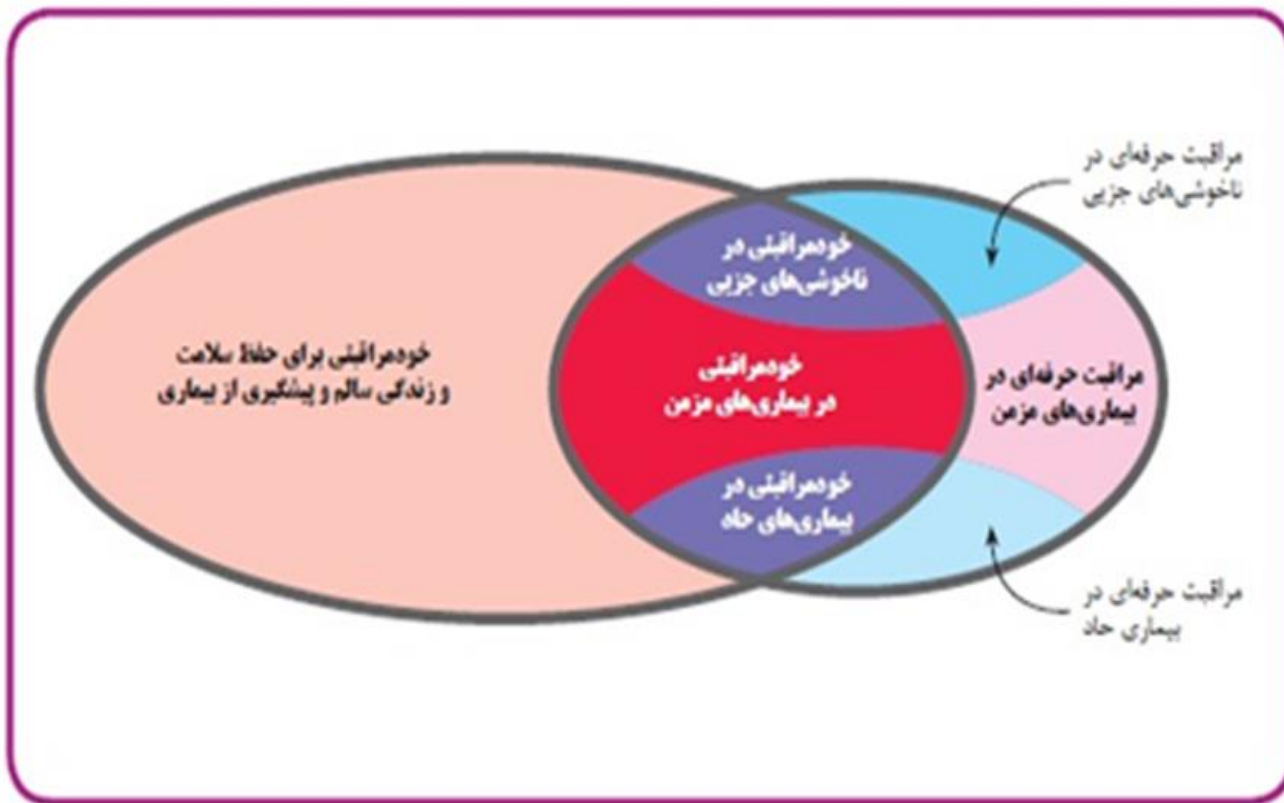 مراقبت حرفه‌ای در
ناخوشی‌های جزیی
خودمراقبتی در
ناخوشی‌های جزیی
خودمراقبتی برای حفظ سلامت
و زندگی سالم و پیشگیری از بیماری
خودمراقبتی
در بیماری‌های مزمن
مراقبت حرفه‌ای در
بیماری‌های مزمن
خودمراقبتی در
بیماری‌های حاد
مراقبت حرفه‌ای در
بیماری حاد